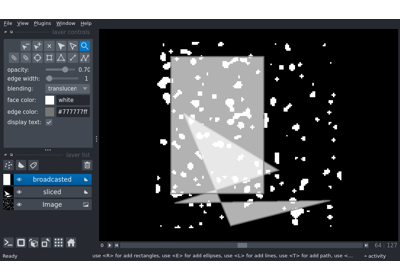 File View Plugins Window Help
layer controls
opacity: 0.70
edge width: 1
blending: translucen
face color: white
edge color: #777777ff
display text:
layer list
broadcasted
sliced
Image
0 64 127
Ready use <R> for add rectangles, use <E> for add ellipses, use <L> for add lines, use <T> for add path, use <... activity